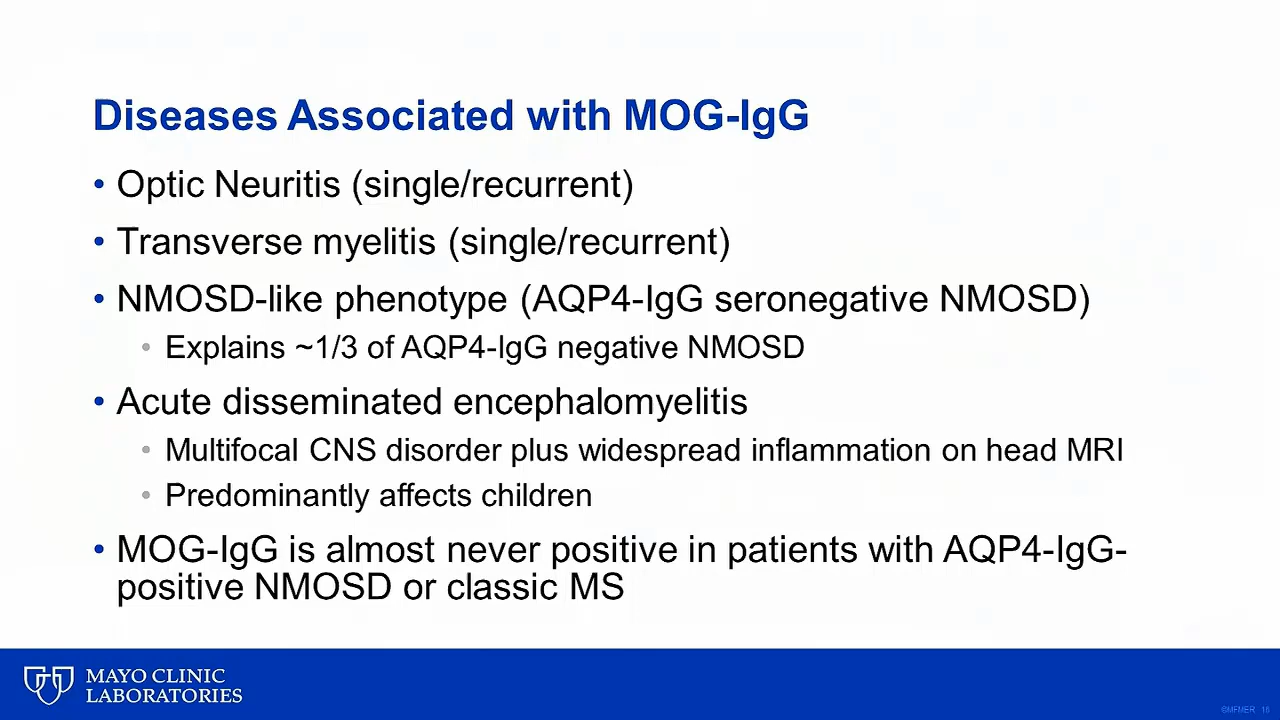 Diseases Associated with MOG-IgG
• Optic Neuritis (single/recurrent)
• Transverse myelitis (single/recurrent)
• NMOSD-like phenotype (AQP4-IgG seronegative NMOSD)
• Explains ~1/3 of AQP4-IgG negative NMOSD
• Acute disseminated encephalomyelitis
• Multifocal CNS disorder plus widespread inflammation on head MRI
• Predominantly affects children
• MOG-IgG is almost never positive in patients with AQP4-IgG-
positive NMOSD or classic MS
MAYO CLINIC
LABORATORIES
©MFMER 16